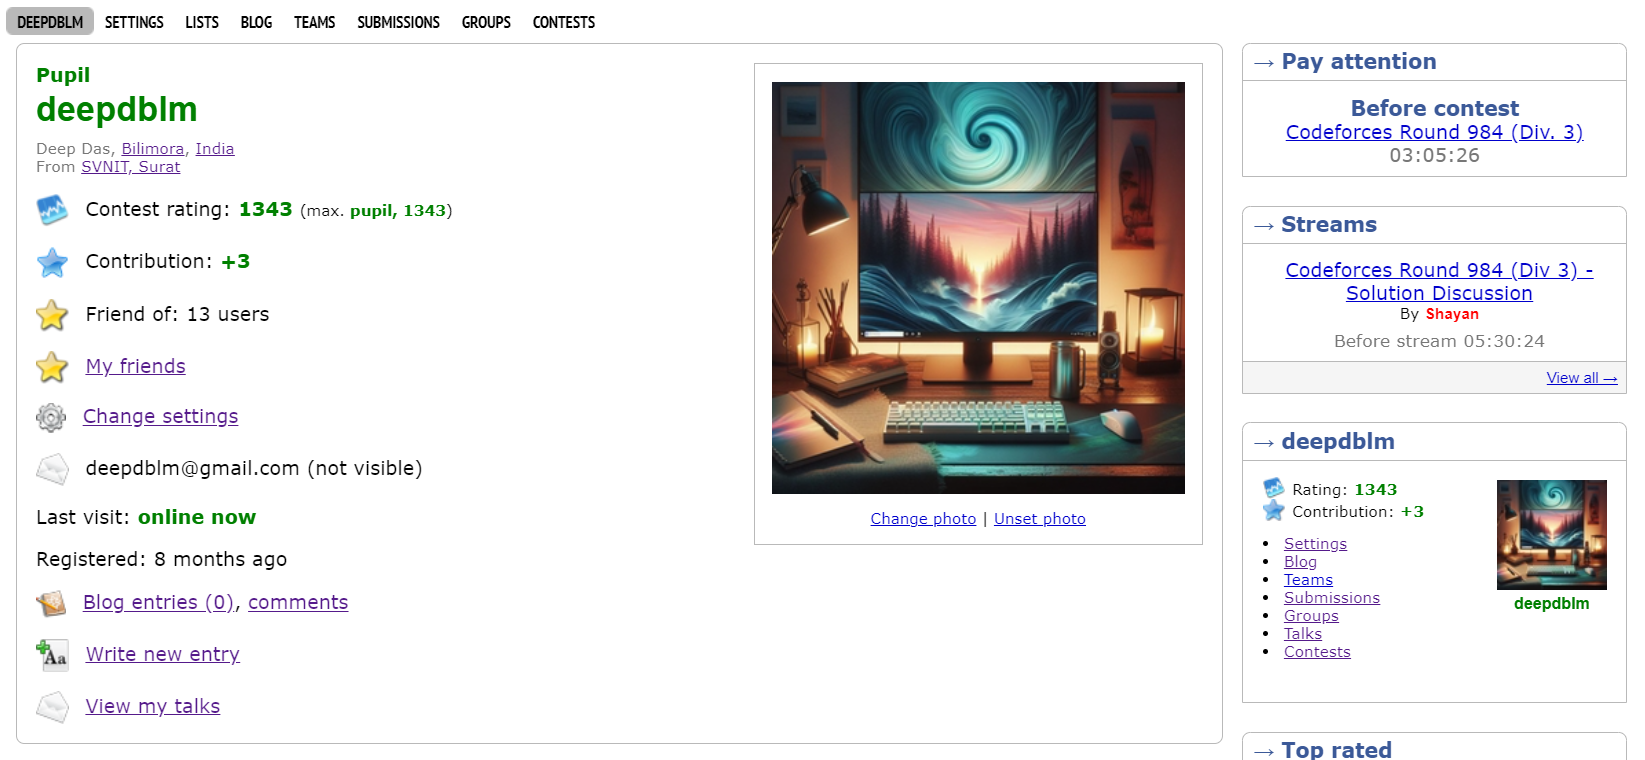 DEEPDBLM SETTINGS LISTS BLOG TEAMS SUBMISSIONS GROUPS CONTESTS
Pupil
deepdblm
Deep Das, Bilimora, India
From SVNIT, Surat
Contest rating: 1343 (max. pupil, 1343)
Contribution: +3
Friend of: 13 users
My friends
Change settings
deepdblm@gmail.com (not visible)
Last visit: online now
Registered: 8 months ago
Blog entries (0), comments
Write new entry
View my talks
Change photo | Unset photo
→ Pay attention
Before contest
Codeforces Round 984 (Div. 3)
03:05:26
→ Streams
Codeforces Round 984 (Div 3) -
Solution Discussion
By Shayan
Before stream 05:30:24
View all →
→ deepdblm
Rating: 1343
Contribution: +3
• Settings
• Blog
• Teams
• Submissions
• Groups
• Talks
• Contests
deepdblm
→ Top rated